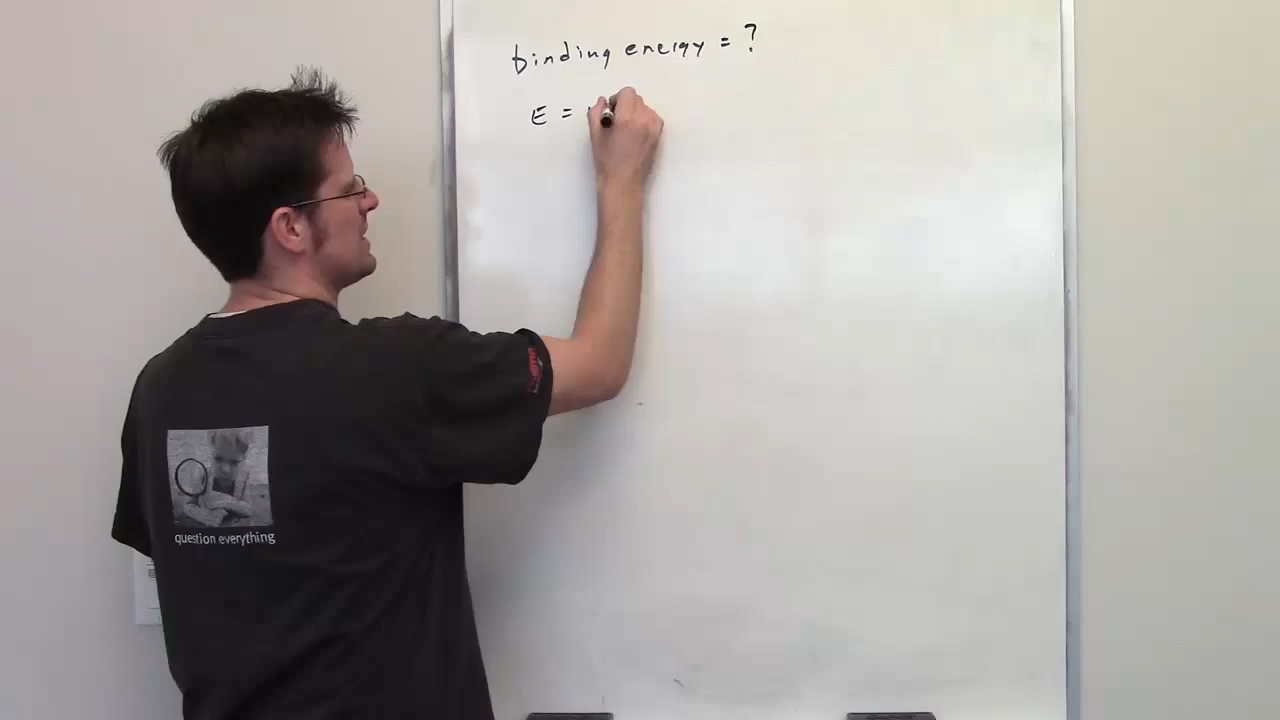 binding energy = ?
E =
question everything